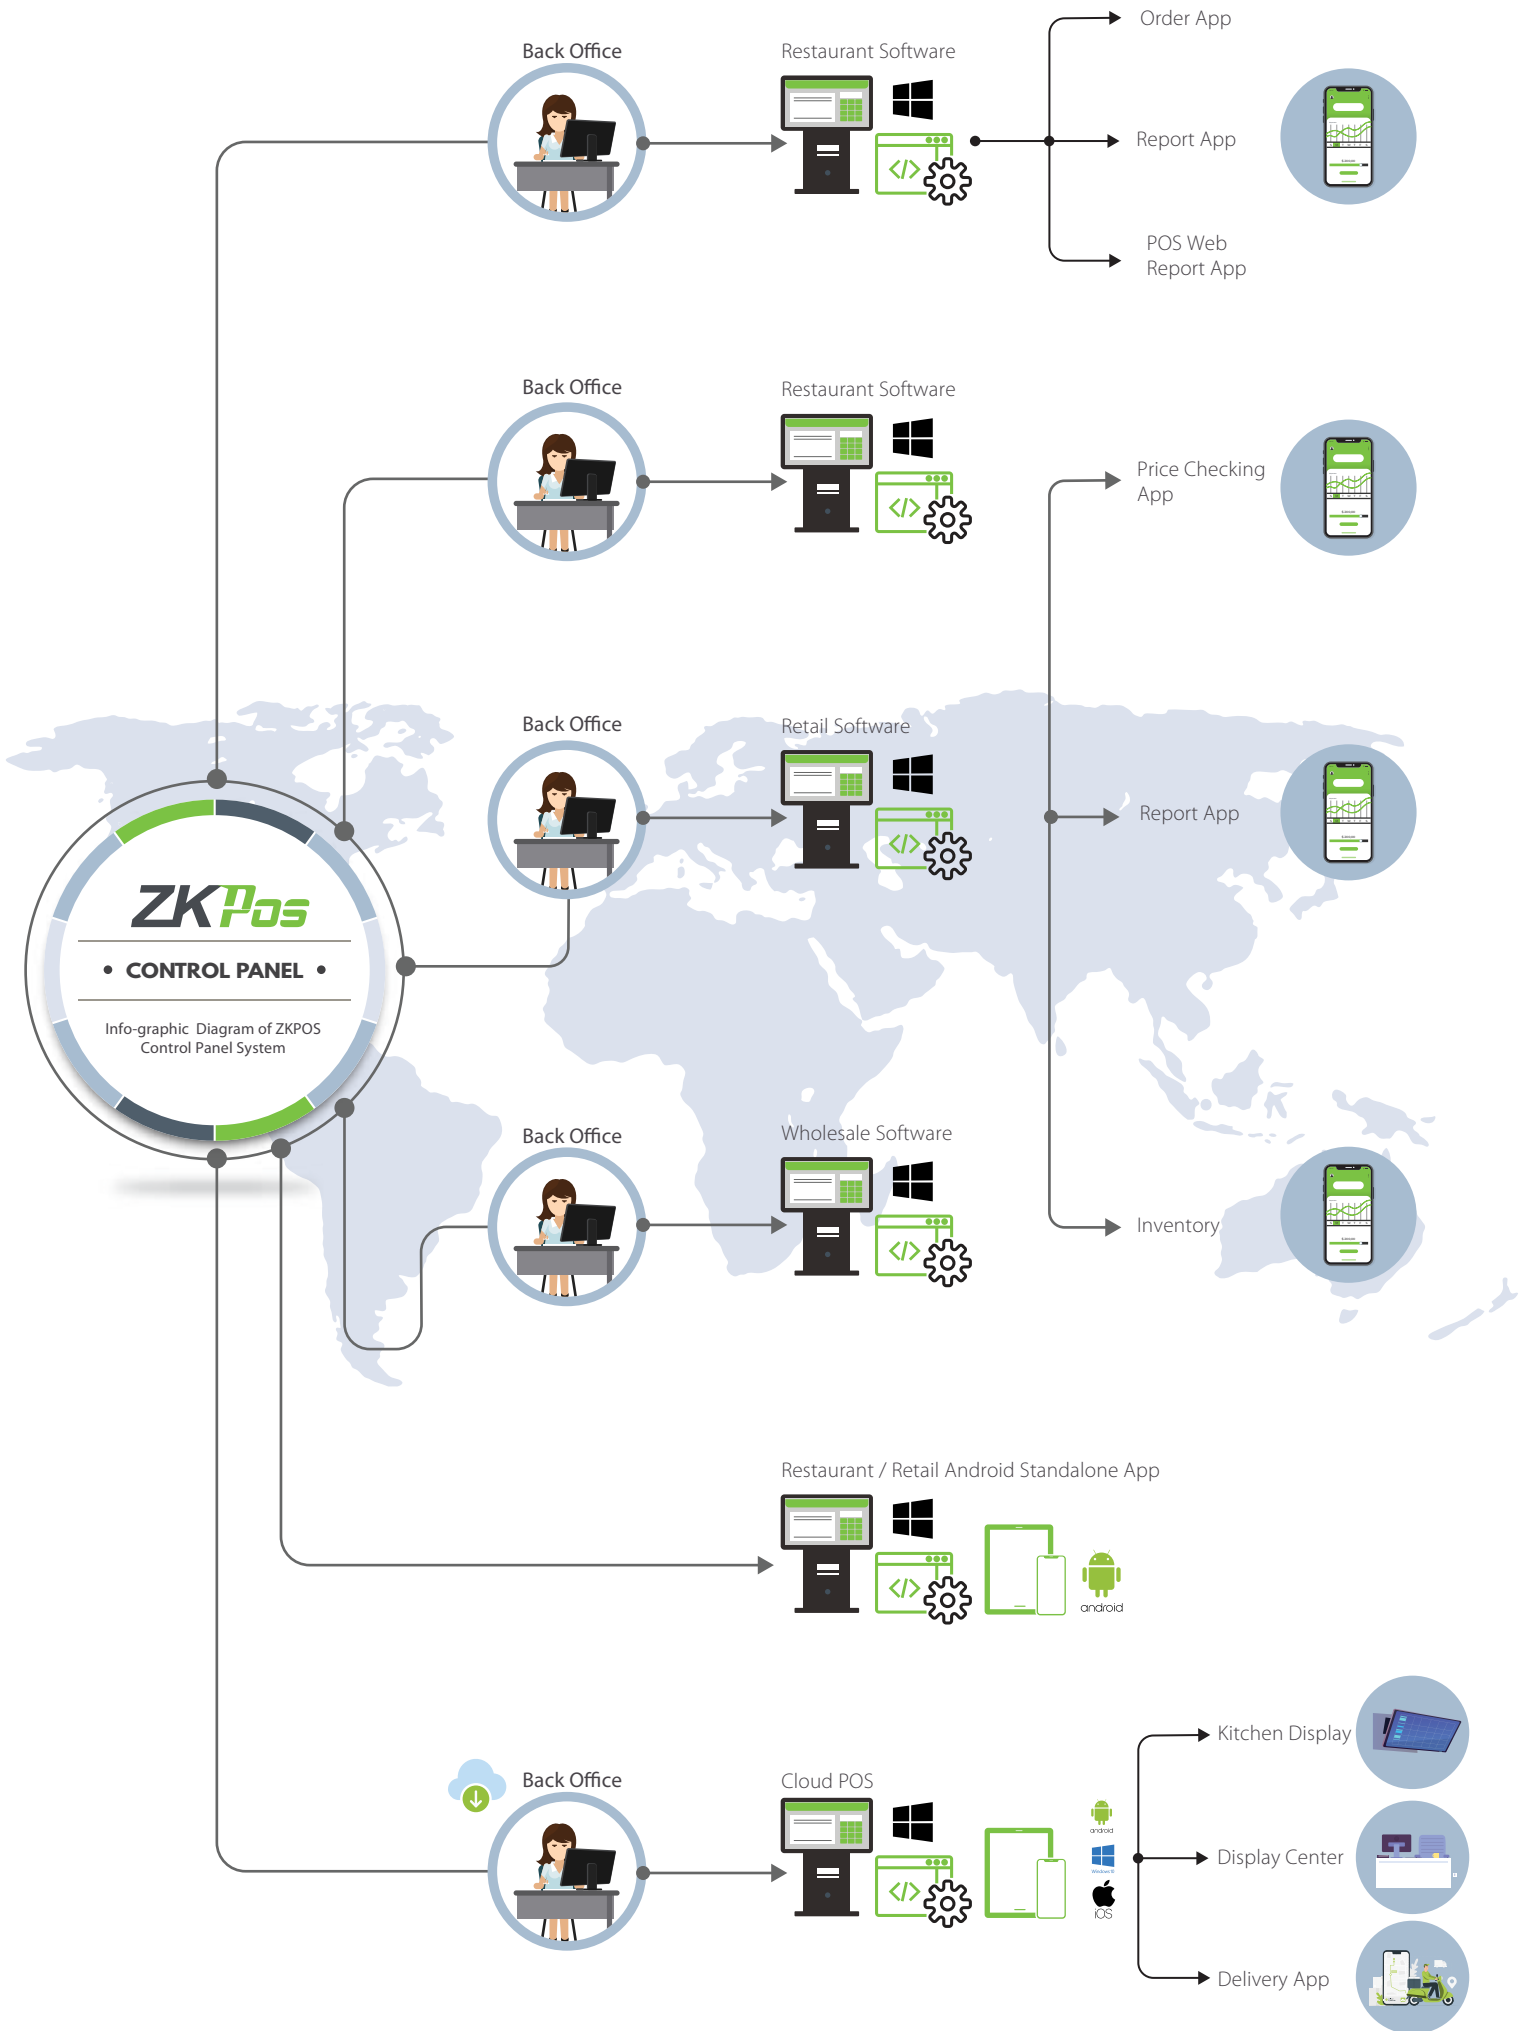 Order App
Back Office
Restaurant Software
Report App
POS Web
Report App
Back Office
Restaurant Software
Price Checking
App
Back Office
Retail Software
Report App
ZKPos
• CONTROL PANEL •
Info-graphic Diagram of ZKPOS
Control Panel System
Back Office
Wholesale Software
Inventory
Restaurant / Retail Android Standalone App
android
Kitchen Display
Back Office
Cloud POS
android
Windows 10
iOS
Display Center
Delivery App